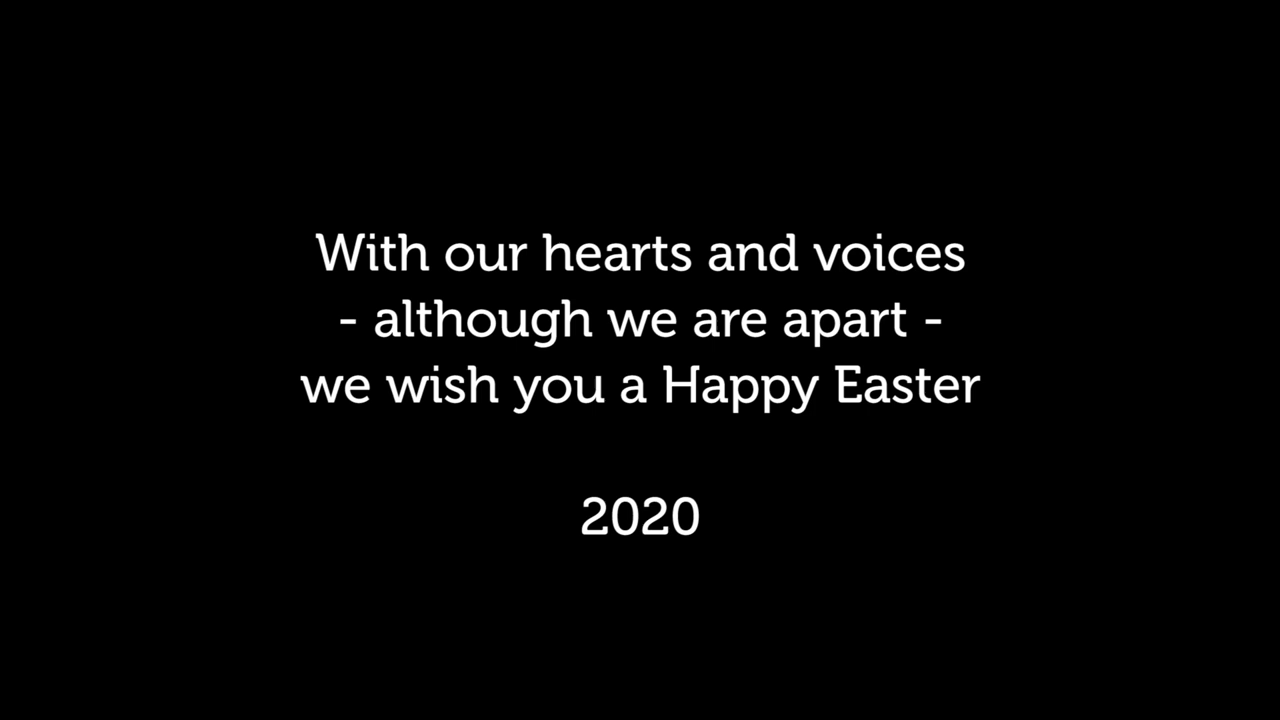 With our hearts and voices
- although we are apart -
we wish you a Happy Easter
2020